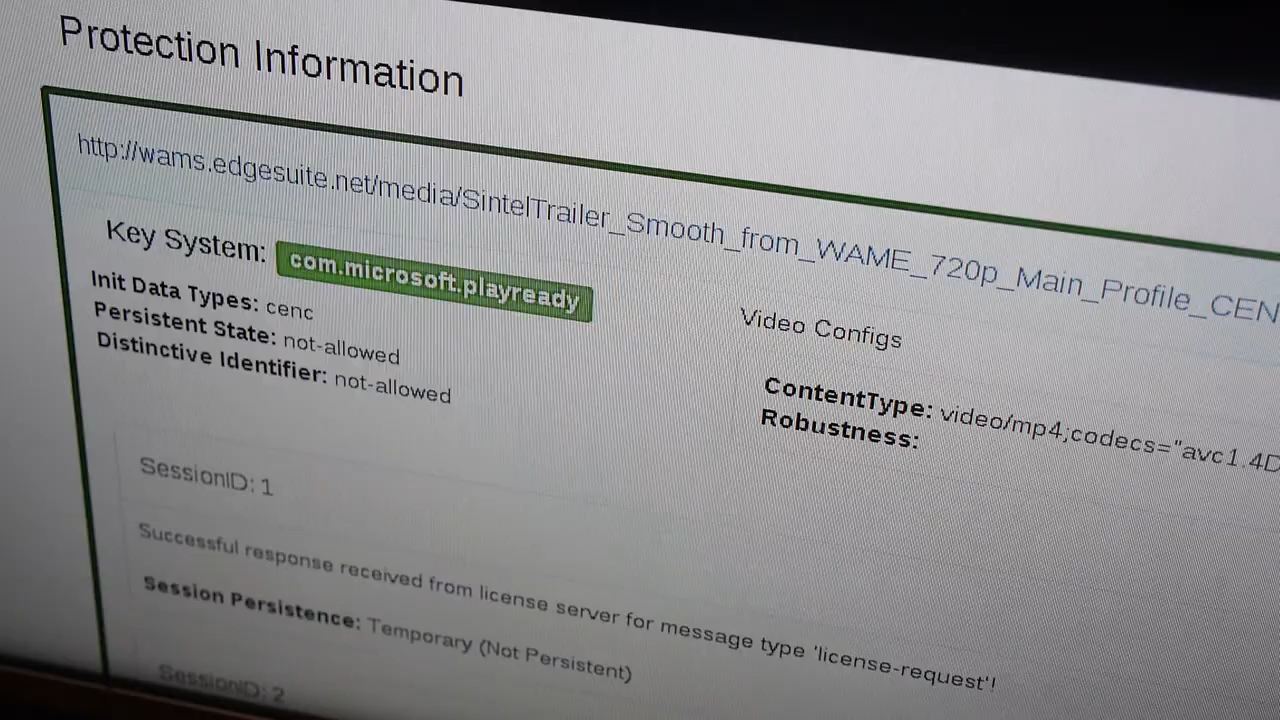 Protection Information
http://wams.edgesuite.net/media/SintelTrailer_Smooth_from_WAME_720p_Main_Profile_CEN
Key System: com.microsoft.playready
Init Data Types: cenc
Persistent State: not-allowed
Distinctive Identifier: not-allowed
Video Configs
ContentType: video/mp4;codecs="avc1.4D
Robustness:
SessionID: 1
Successful response received from license server for message type 'license-request'!
Session Persistence: Temporary (Not Persistent)
SessionID: 2